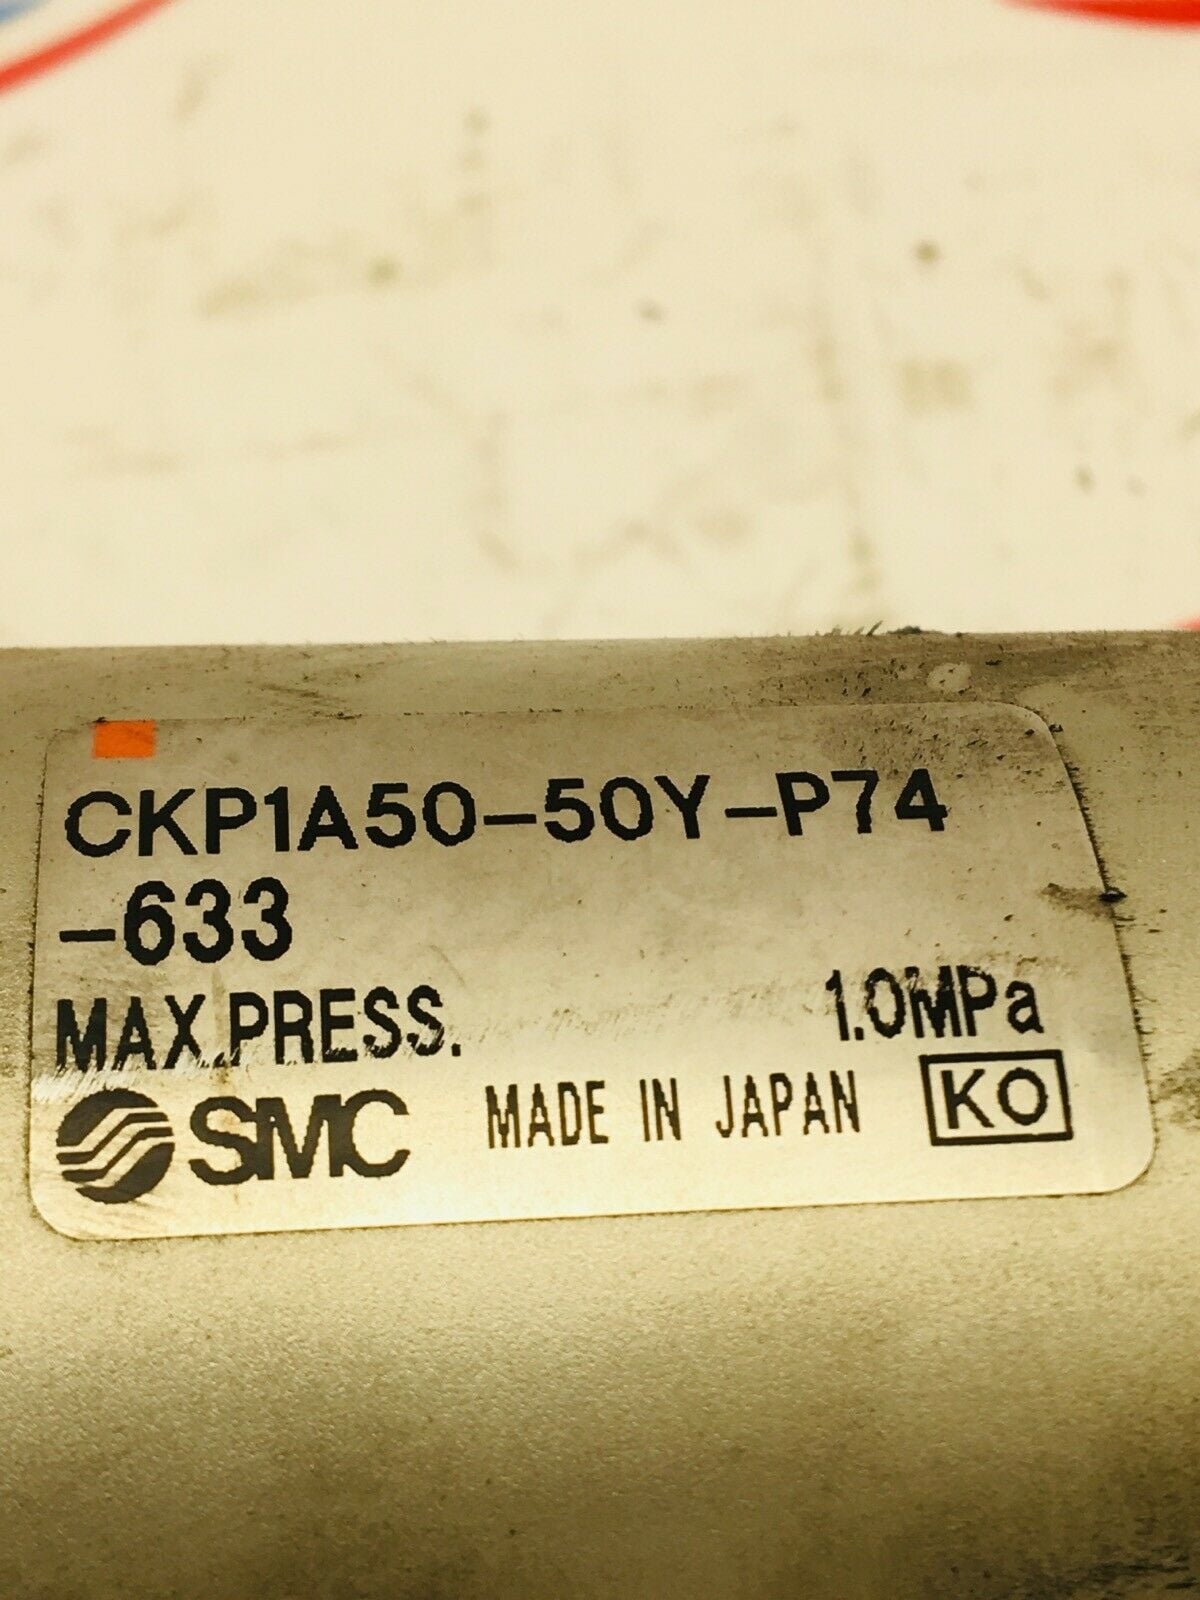 CKP1A50-50Y-P74
-633
MAX.PRESS. 1.0MPa
SMC MADE IN JAPAN KO